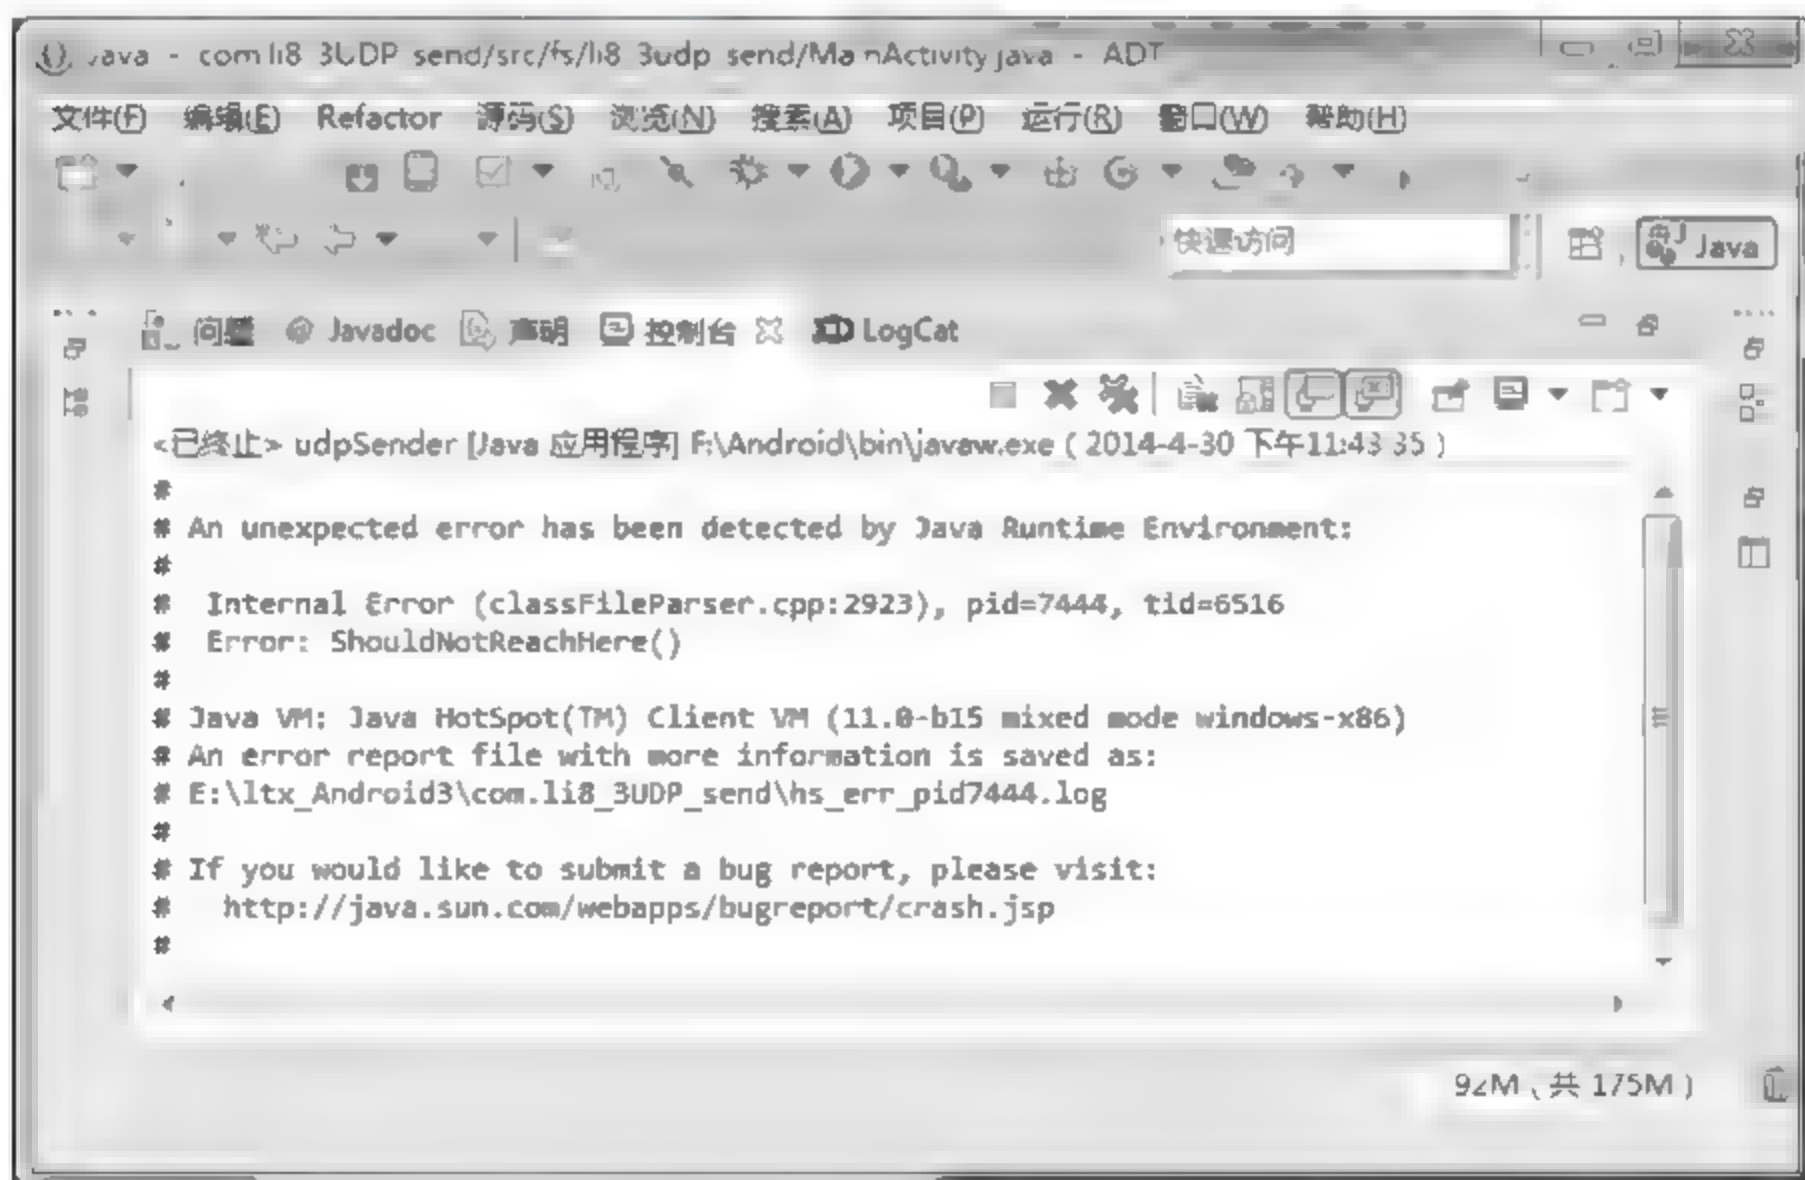 Java - com.li8_3UDP_send/src/fs/li8_3udp_send/MainActivity.java - ADT
文件(F) 编辑(E) Refactor 源码(S) 浏览(N) 搜索(A) 项目(P) 运行(R) 窗口(W) 帮助(H)
快速访问
Java
问题 @ Javadoc 声明 控制台 LogCat
<已终止> udpSender [Java 应用程序] F:\Android\bin\javaw.exe ( 2014-4-30 下午11:43:35 )
#
# An unexpected error has been detected by Java Runtime Environment:
#
#  Internal Error (classFileParser.cpp:2923), pid=7444, tid=6516
#  Error: ShouldNotReachHere()
#
# Java VM: Java HotSpot(TM) Client VM (11.0-b15 mixed mode windows-x86)
# An error report file with more information is saved as:
# E:\ltx_Android3\com.li8_3UDP_send\hs_err_pid7444.log
#
# If you would like to submit a bug report, please visit:
#   http://java.sun.com/webapps/bugreport/crash.jsp
#
92M (共 175M)